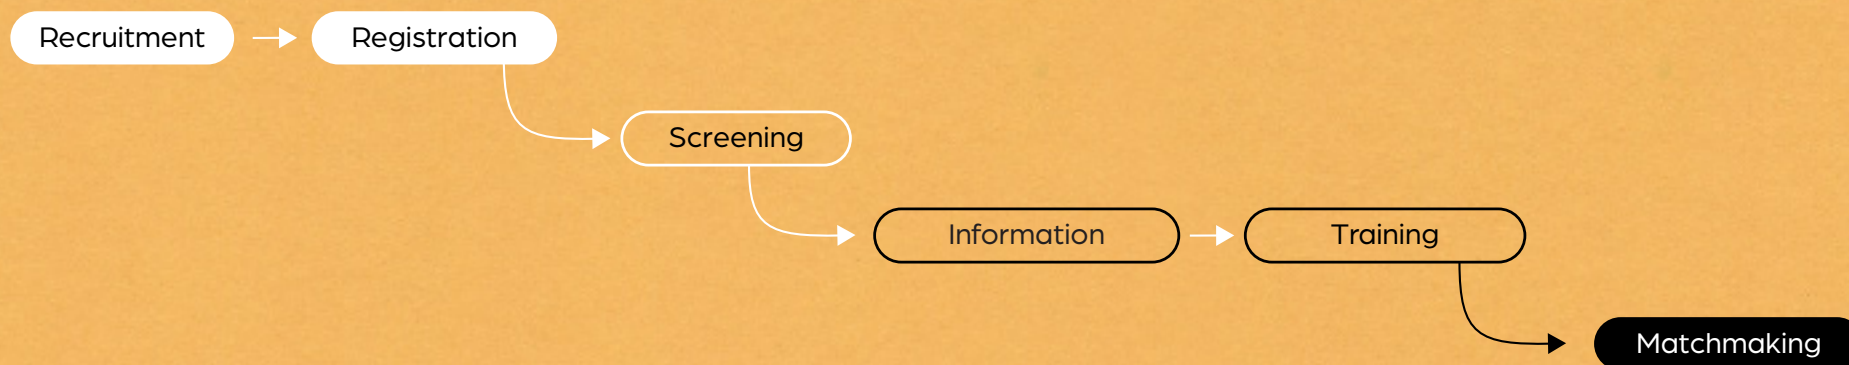 Recruitment
Registration
Screening
Information
Training
Matchmaking